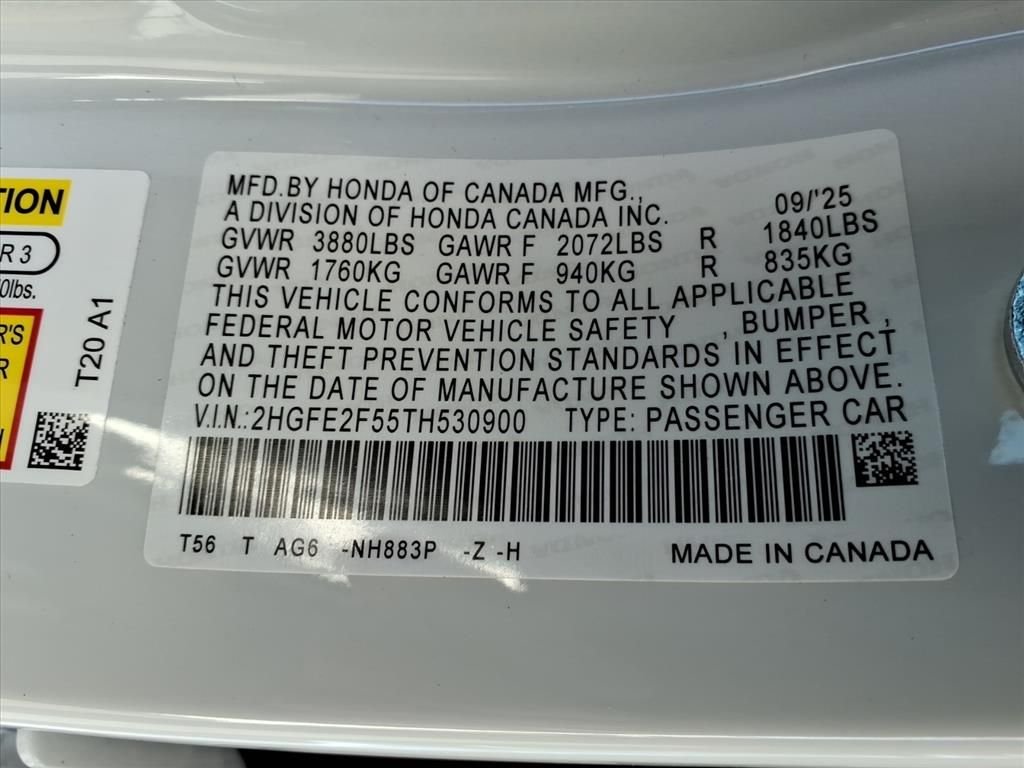 TION
R 3
0lbs.
R'S
R
H
T20 A1
MFD.BY HONDA OF CANADA MFG.,
A DIVISION OF HONDA CANADA INC. 09/'25
GVWR 3880LBS GAWR F 2072LBS R 1840LBS
GVWR 1760KG GAWR F 940KG R 835KG
THIS VEHICLE CONFORMS TO ALL APPLICABLE
FEDERAL MOTOR VEHICLE SAFETY , BUMPER ,
AND THEFT PREVENTION STANDARDS IN EFFECT
ON THE DATE OF MANUFACTURE SHOWN ABOVE.
V.I.N.:2HGFE2F55TH530900 TYPE: PASSENGER CAR
T56 T AG6 -NH883P -Z -H MADE IN CANADA